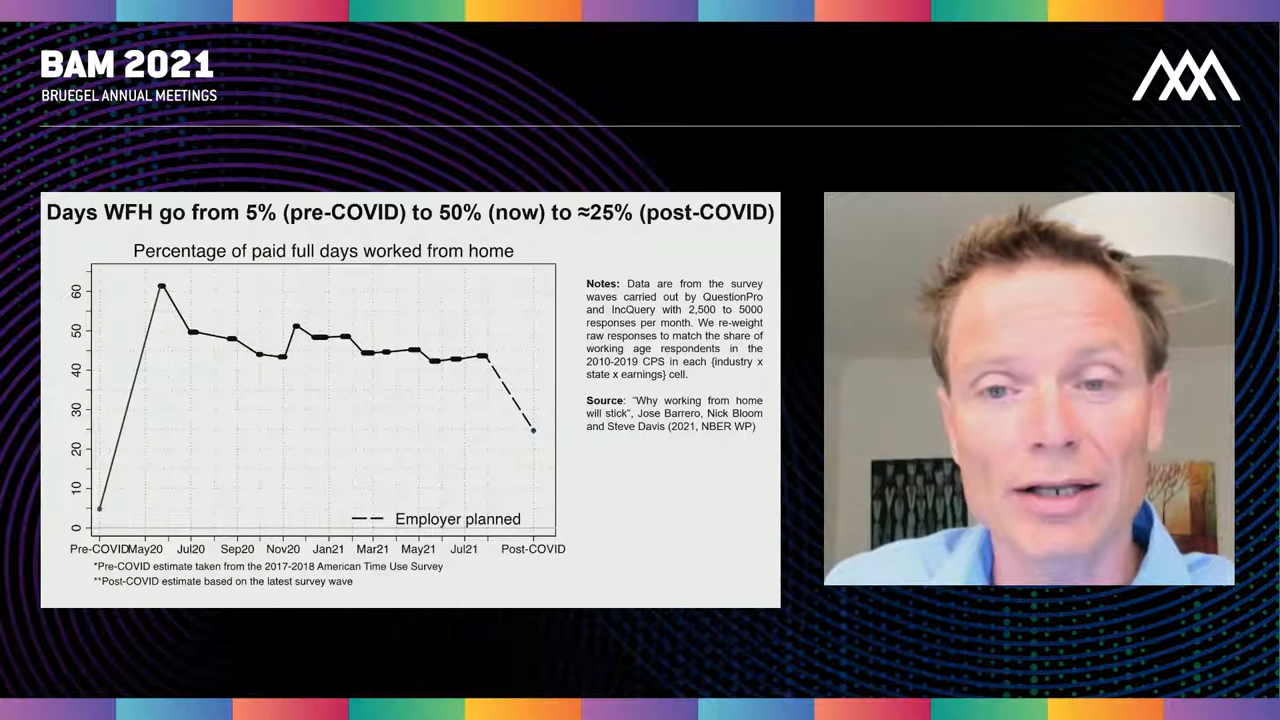 BAM 2021
BRUEGEL ANNUAL MEETINGS
Days WFH go from 5% (pre-COVID) to 50% (now) to ≈25% (post-COVID)
Percentage of paid full days worked from home
60
50
40
30
20
10
0
Employer planned
Pre-COVID May20 Jul20 Sep20 Nov20 Jan21 Mar21 May21 Jul21 Post-COVID
*Pre-COVID estimate taken from the 2017-2018 American Time Use Survey
**Post-COVID estimate based on the latest survey wave
Notes: Data are from the survey
waves carried out by QuestionPro
and IncQuery with 2,500 to 5000
responses per month. We re-weight
raw responses to match the share of
working age respondents in the
2010-2019 CPS in each {industry x
state x earnings} cell.
Source: "Why working from home
will stick", Jose Barrero, Nick Bloom
and Steve Davis (2021, NBER WP)